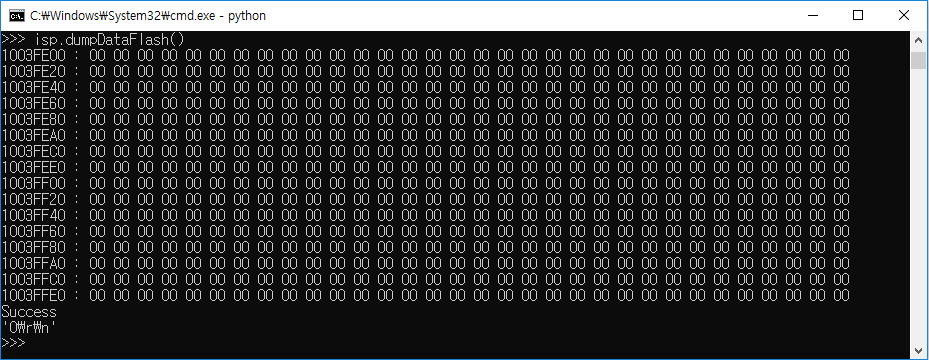 C:₩Windows₩System32₩cmd.exe - python
>>> isp.dumpDataFlash()
1003FE00 : 00 00 00 00 00 00 00 00 00 00 00 00 00 00 00 00 00 00 00 00 00 00 00 00 00 00 00 00 00 00 00 00
1003FE20 : 00 00 00 00 00 00 00 00 00 00 00 00 00 00 00 00 00 00 00 00 00 00 00 00 00 00 00 00 00 00 00 00
1003FE40 : 00 00 00 00 00 00 00 00 00 00 00 00 00 00 00 00 00 00 00 00 00 00 00 00 00 00 00 00 00 00 00 00
1003FE60 : 00 00 00 00 00 00 00 00 00 00 00 00 00 00 00 00 00 00 00 00 00 00 00 00 00 00 00 00 00 00 00 00
1003FE80 : 00 00 00 00 00 00 00 00 00 00 00 00 00 00 00 00 00 00 00 00 00 00 00 00 00 00 00 00 00 00 00 00
1003FEA0 : 00 00 00 00 00 00 00 00 00 00 00 00 00 00 00 00 00 00 00 00 00 00 00 00 00 00 00 00 00 00 00 00
1003FEC0 : 00 00 00 00 00 00 00 00 00 00 00 00 00 00 00 00 00 00 00 00 00 00 00 00 00 00 00 00 00 00 00 00
1003FEE0 : 00 00 00 00 00 00 00 00 00 00 00 00 00 00 00 00 00 00 00 00 00 00 00 00 00 00 00 00 00 00 00 00
1003FF00 : 00 00 00 00 00 00 00 00 00 00 00 00 00 00 00 00 00 00 00 00 00 00 00 00 00 00 00 00 00 00 00 00
1003FF20 : 00 00 00 00 00 00 00 00 00 00 00 00 00 00 00 00 00 00 00 00 00 00 00 00 00 00 00 00 00 00 00 00
1003FF40 : 00 00 00 00 00 00 00 00 00 00 00 00 00 00 00 00 00 00 00 00 00 00 00 00 00 00 00 00 00 00 00 00
1003FF60 : 00 00 00 00 00 00 00 00 00 00 00 00 00 00 00 00 00 00 00 00 00 00 00 00 00 00 00 00 00 00 00 00
1003FF80 : 00 00 00 00 00 00 00 00 00 00 00 00 00 00 00 00 00 00 00 00 00 00 00 00 00 00 00 00 00 00 00 00
1003FFA0 : 00 00 00 00 00 00 00 00 00 00 00 00 00 00 00 00 00 00 00 00 00 00 00 00 00 00 00 00 00 00 00 00
1003FFC0 : 00 00 00 00 00 00 00 00 00 00 00 00 00 00 00 00 00 00 00 00 00 00 00 00 00 00 00 00 00 00 00 00
1003FFE0 : 00 00 00 00 00 00 00 00 00 00 00 00 00 00 00 00 00 00 00 00 00 00 00 00 00 00 00 00 00 00 00 00
Success
'0₩r₩n'
>>>